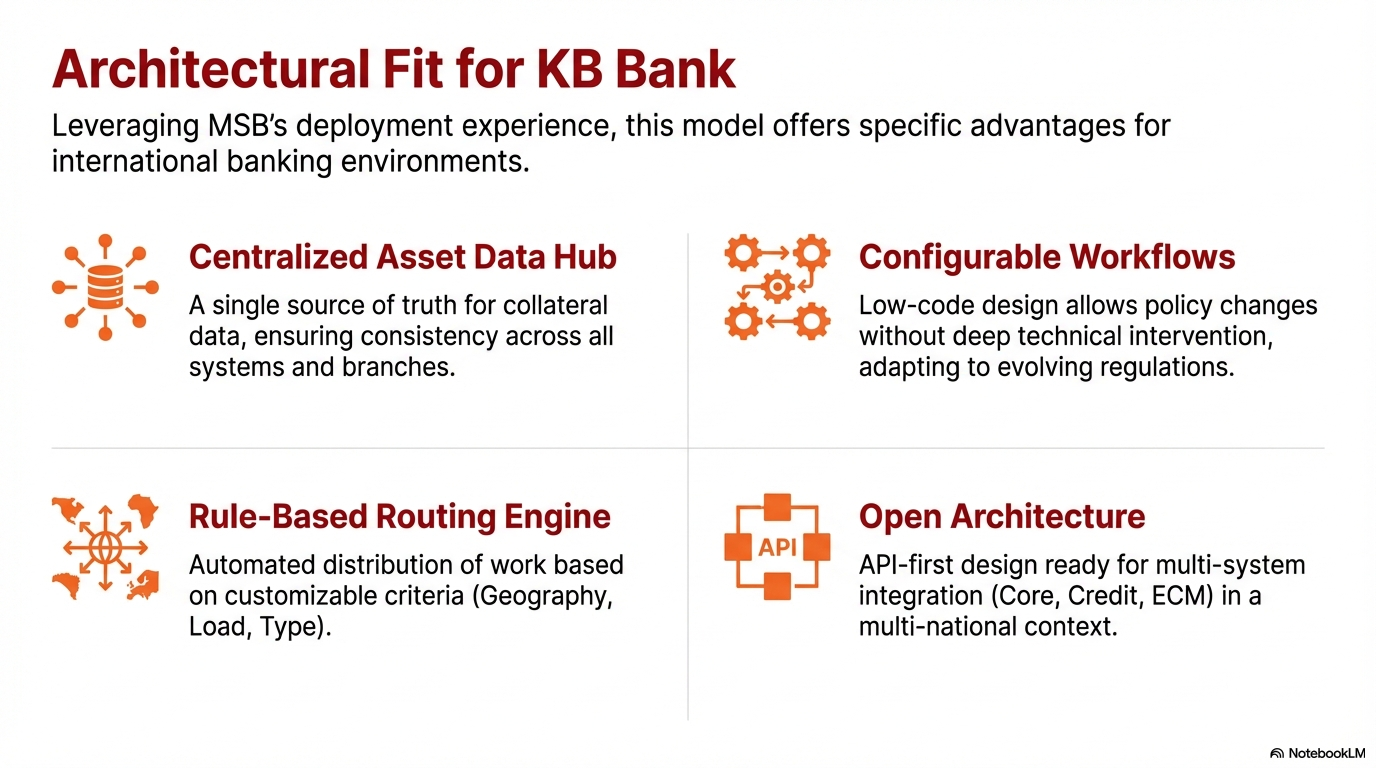 Architectural Fit for KB Bank
Leveraging MSB's deployment experience, this model offers specific advantages for
international banking environments.
Centralized Asset Data Hub
A single source of truth for collateral
data, ensuring consistency across all
systems and branches.
Configurable Workflows
Low-code design allows policy changes
without deep technical intervention,
adapting to evolving regulations.
Rule-Based Routing Engine
Automated distribution of work based
on customizable criteria (Geography,
Load, Type).
API
Open Architecture
API-first design ready for multi-system
integration (Core, Credit, ECM) in a
multi-national context.
NotebookLM